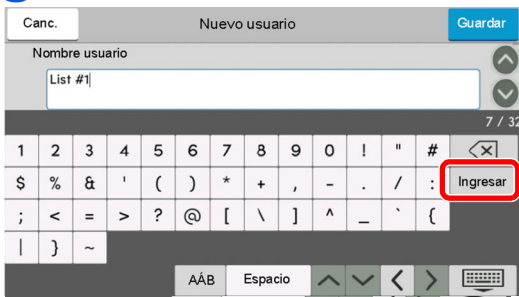 Canc. Nuevo usuario Guardar
Nombre usuario
List #1
7 / 32
1 2 3 4 5 6 7 8 9 0 ! " #
$ % & ' ( ) * + , - . / : Ingresar
; < = > ? @ [ \ ] ^ _ ` {
| } ~
AÁB Espacio